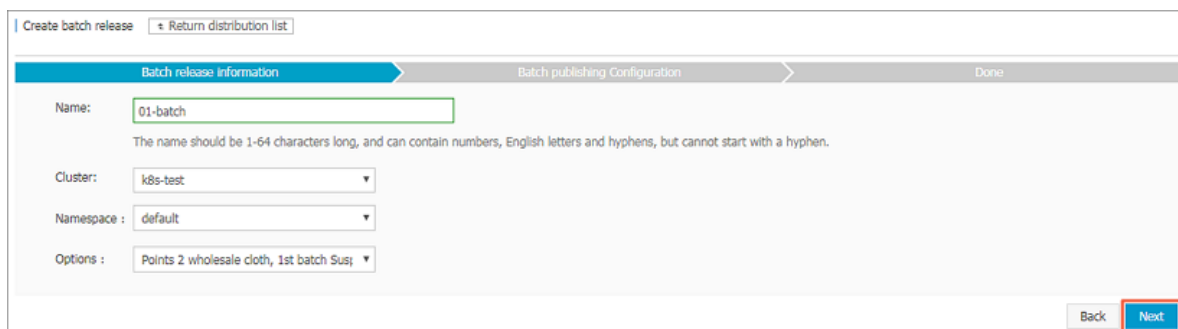 Create batch release Return distribution list
Batch release information Batch publishing Configuration Done
Name: 01-batch
The name should be 1-64 characters long, and can contain numbers, English letters and hyphens, but cannot start with a hyphen.
Cluster: k8s-test
Namespace : default
Options : Points 2 wholesale cloth, 1st batch Sus
Back Next